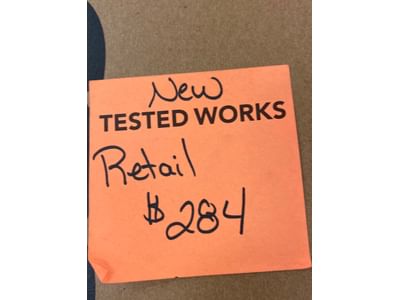 New
TESTED WORKS
Retail
$284